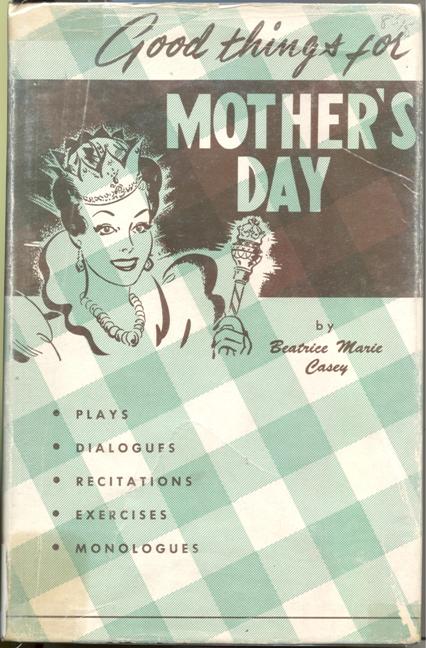 Good things for
MOTHER'S
DAY
by
Beatrice Marie
Casey
• PLAYS
• DIALOGUES
• RECITATIONS
• EXERCISES
• MONOLOGUES